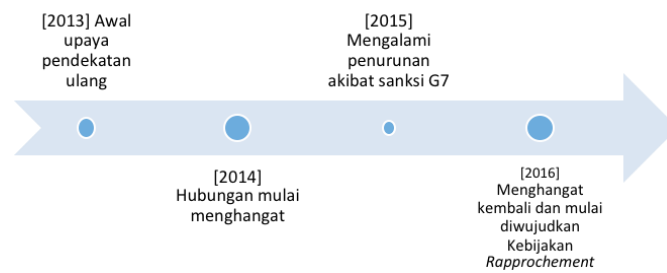 [2013] Awal
upaya
pendekatan
ulang
[2014]
Hubungan mulai
menghangat
[2015]
Mengalami
penurunan
akibat sanksi G7
[2016]
Menghangat
kembali dan mulai
diwujudkan
Kebijakan
Rapprochement